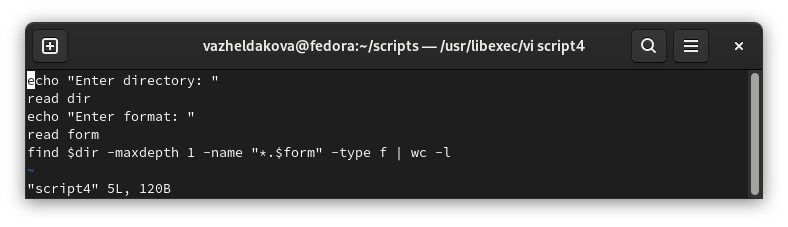 vazheldakova@fedora:~/scripts — /usr/libexec/vi script4
echo "Enter directory: "
read dir
echo "Enter format: "
read form
find $dir -maxdepth 1 -name "*.$form" -type f | wc -l
~
"script4" 5L, 120B